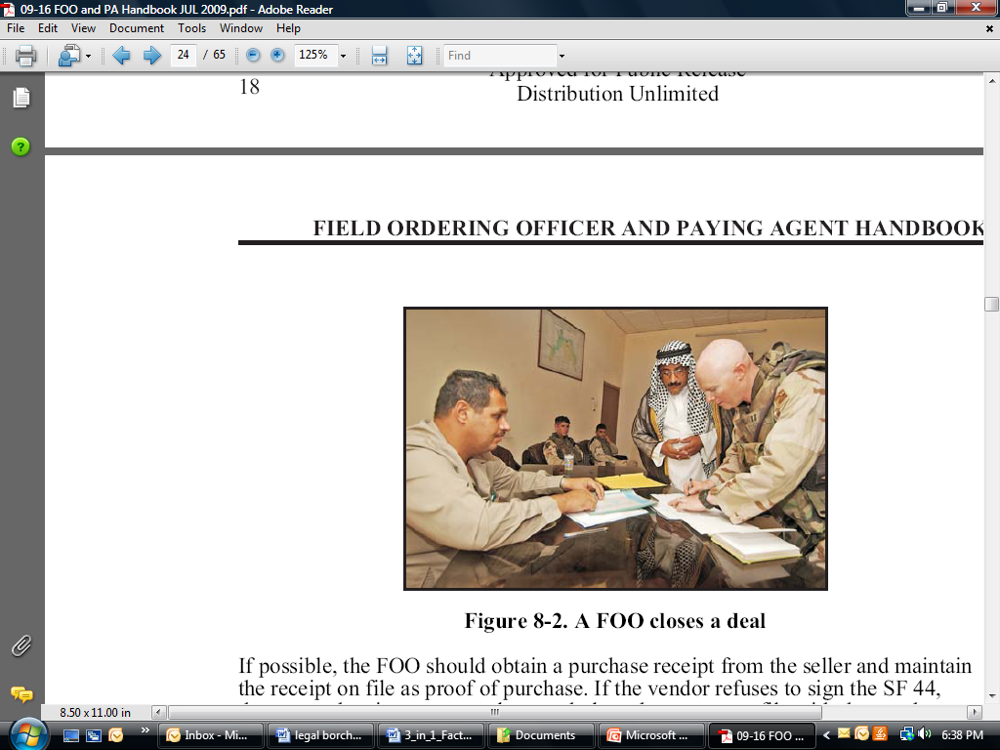 09-16 FOO and PA Handbook JUL 2009.pdf - Adobe Reader
File Edit View Document Tools Window Help
24 / 65 125% Find
Approved for Public Release
18
Distribution Unlimited
FIELD ORDERING OFFICER AND PAYING AGENT HANDBOOK
Figure 8-2. A FOO closes a deal
If possible, the FOO should obtain a purchase receipt from the seller and maintain
the receipt on file as proof of purchase. If the vendor refuses to sign the SF 44,
8.50 x 11.00 in
Inbox - Mi... legal borch... 3_in_1_Fact... Documents Microsoft ... 09-16 FOO ... 6:38 PM